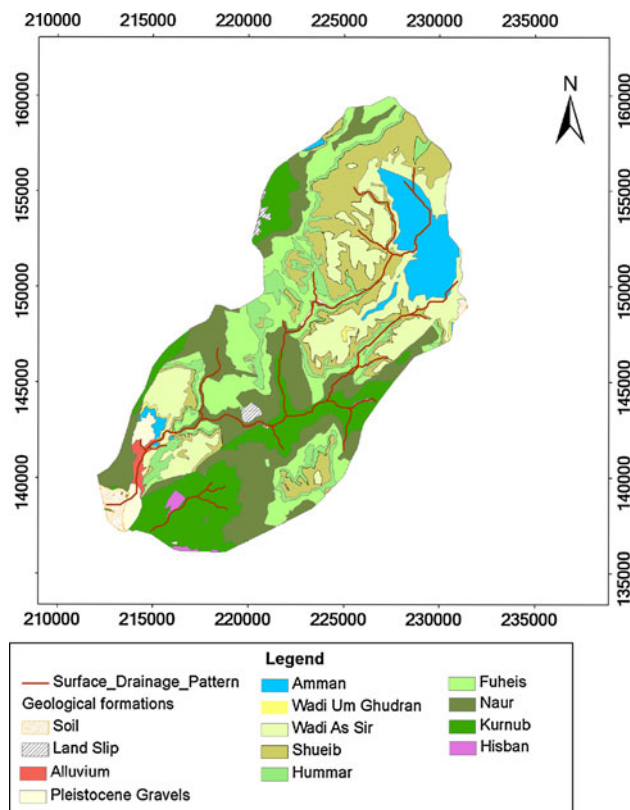 210000 215000 220000 225000 230000 235000
160000 160000
155000 155000
150000 150000
145000 145000
140000 140000
135000 135000
N
210000 215000 220000 225000 230000 235000
Legend
Surface_Drainage_Pattern
Geological formations
Soil
Land Slip
Alluvium
Pleistocene Gravels
Amman
Wadi Um Ghudran
Wadi As Sir
Shueib
Hummar
Fuheis
Naur
Kurnub
Hisban